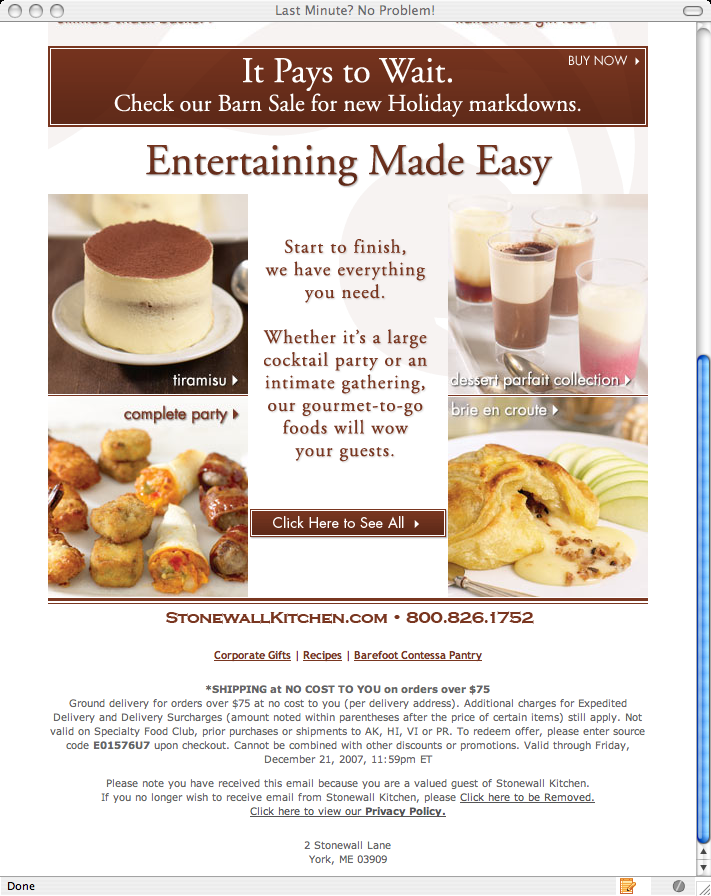 Last Minute? No Problem!
BUY NOW
It Pays to Wait.
Check our Barn Sale for new Holiday markdowns.
Entertaining Made Easy
Start to finish,
we have everything
you need.
Whether it's a large
cocktail party or an
intimate gathering,
our gourmet-to-go
foods will wow
your guests.
tiramisu
dessert parfait collection
complete party
brie en croute
Click Here to See All
StonewallKitchen.com • 800.826.1752
Corporate Gifts | Recipes | Barefoot Contessa Pantry
*SHIPPING at NO COST TO YOU on orders over $75
Ground delivery for orders over $75 at no cost to you (per delivery address). Additional charges for Expedited
Delivery and Delivery Surcharges (amount noted within parentheses after the price of certain items) still apply. Not
valid on Specialty Food Club, prior purchases or shipments to AK, HI, VI or PR. To redeem offer, please enter source
code E01576U7 upon checkout. Cannot be combined with other discounts or promotions. Valid through Friday,
December 21, 2007, 11:59pm ET
Please note you have received this email because you are a valued guest of Stonewall Kitchen.
If you no longer wish to receive email from Stonewall Kitchen, please Click here to be Removed.
Click here to view our Privacy Policy.
2 Stonewall Lane
York, ME 03909
Done